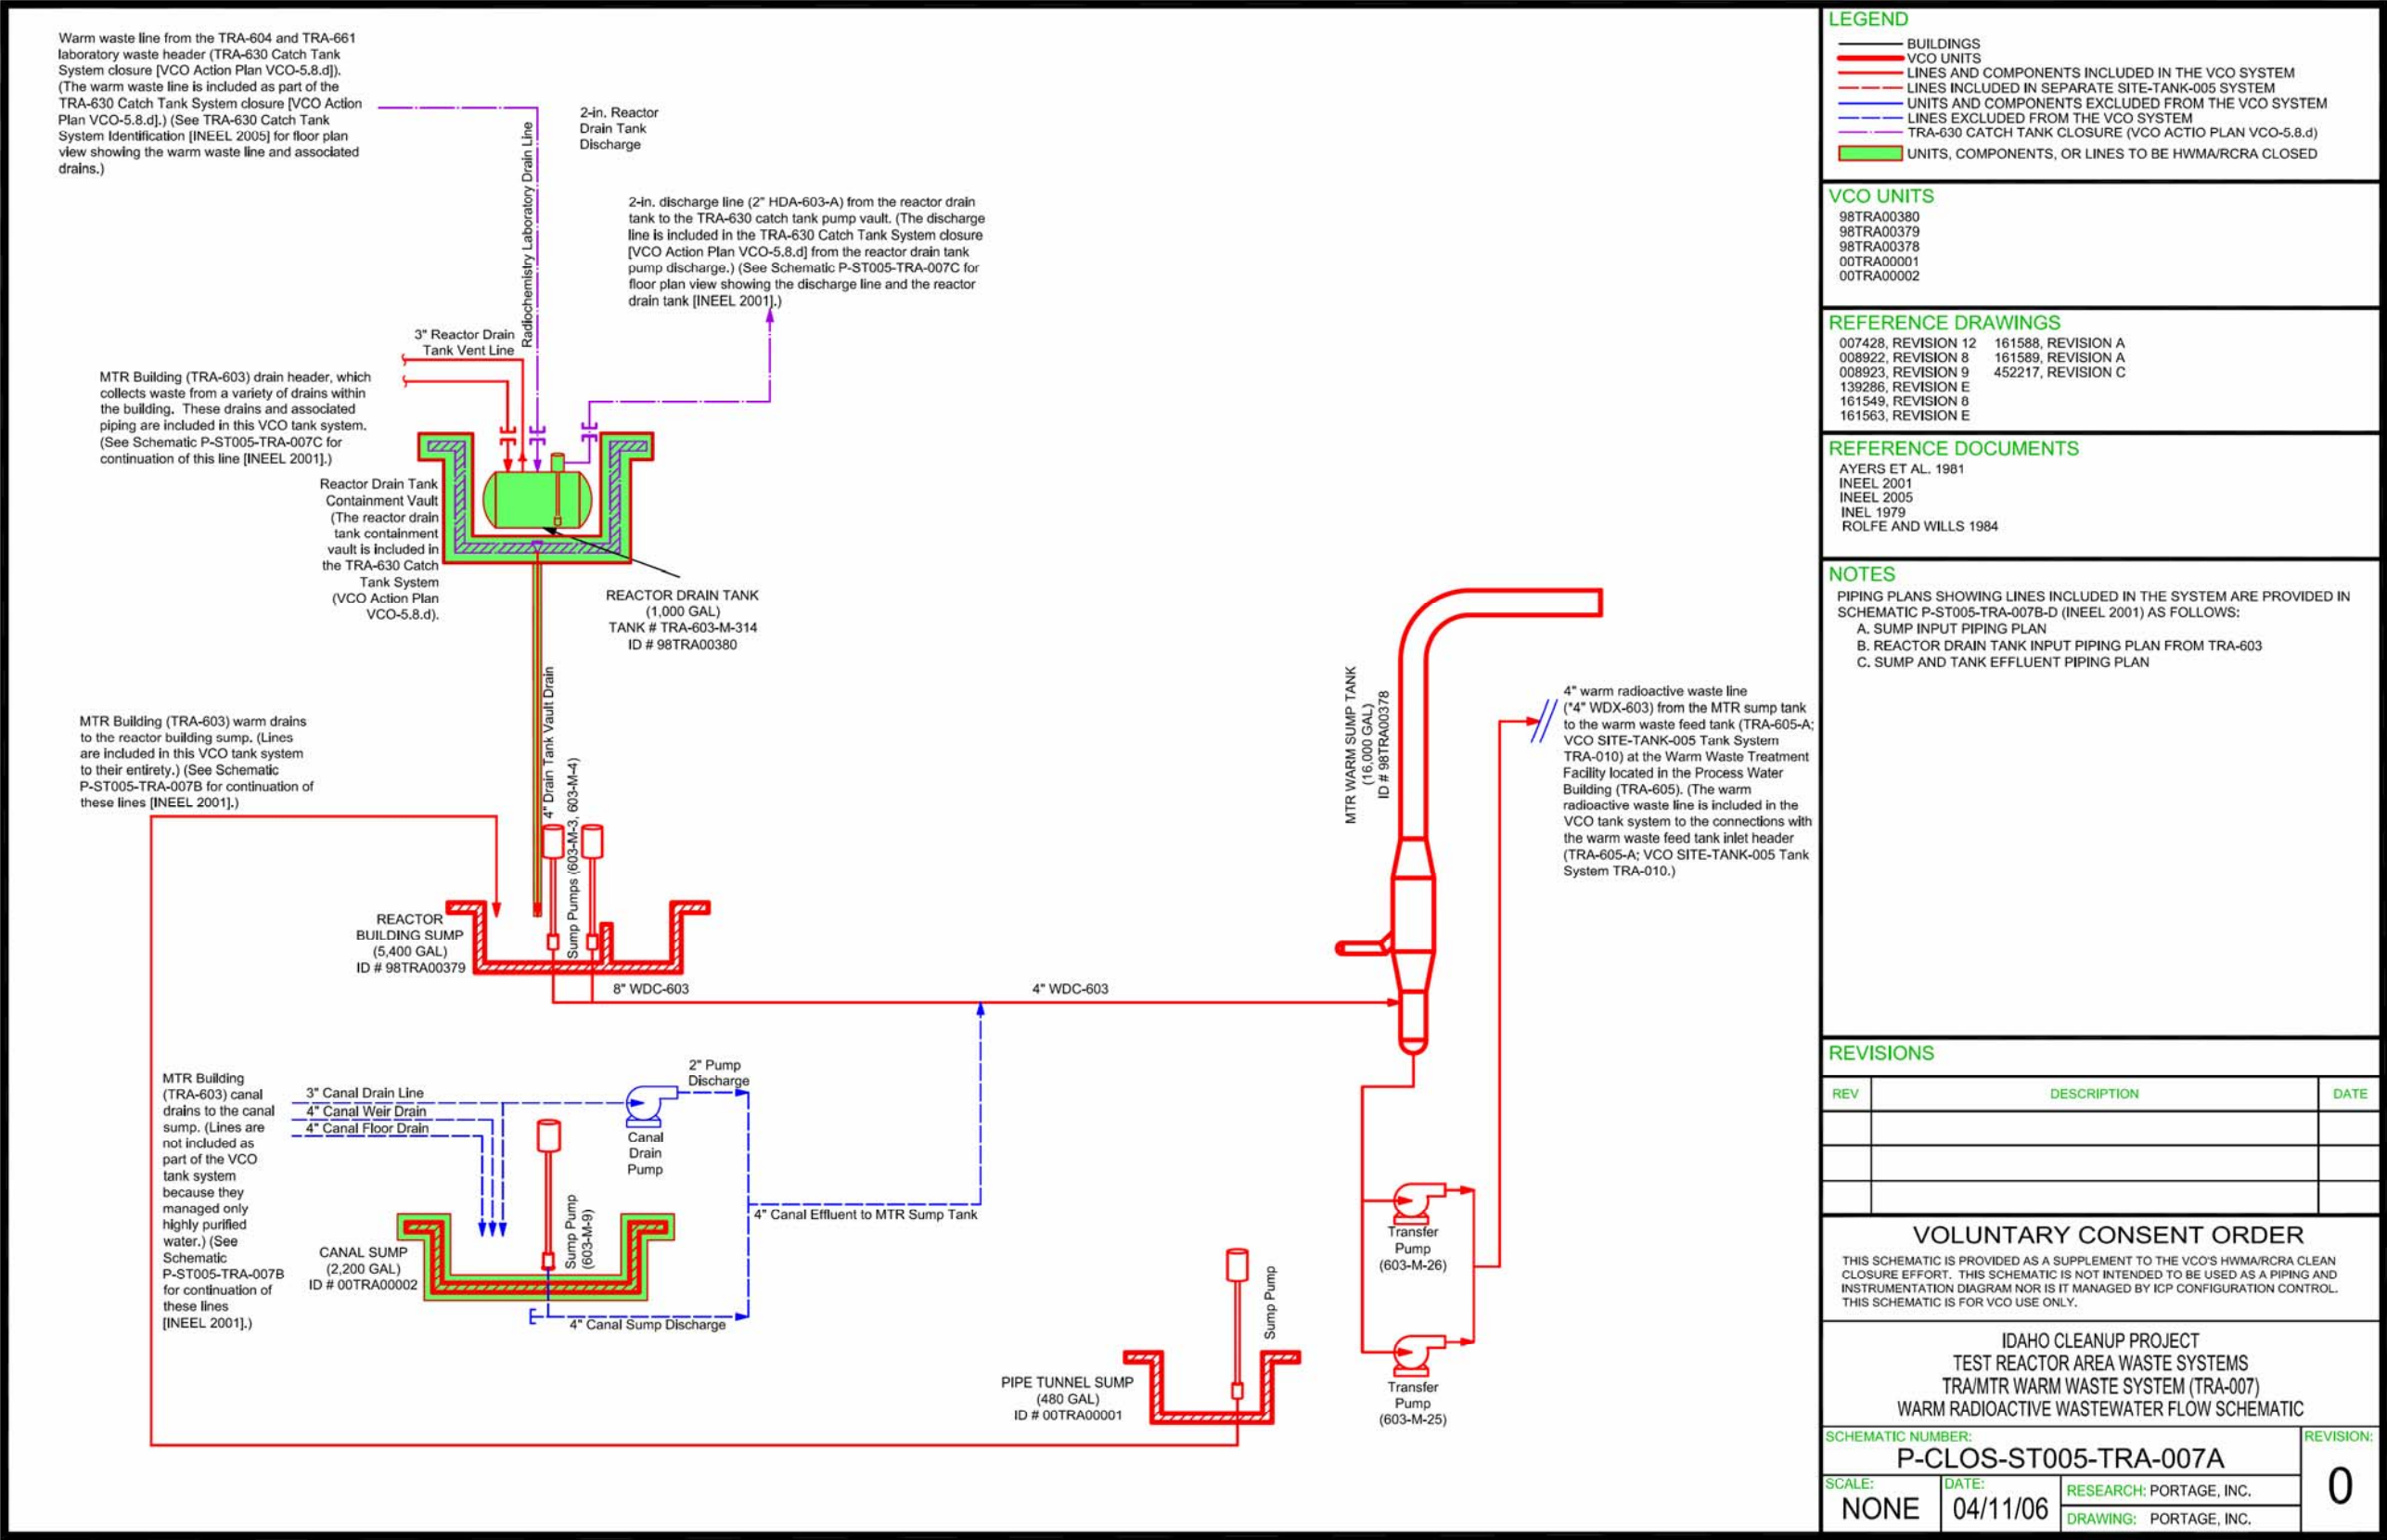 Warm waste line from the TRA-604 and TRA-661
laboratory waste header (TRA-630 Catch Tank
System closure [VCO Action Plan VCO-5.8.d]).
(The warm waste line is included as part of the
TRA-630 Catch Tank System closure [VCO Action
Plan VCO-5.8.d].) (See TRA-630 Catch Tank
System Identification [INEEL 2005] for floor plan
view showing the warm waste line and associated
drains.)
Radiochemistry Laboratory Drain Line
2-in. Reactor
Drain Tank
Discharge
2-in. discharge line (2" HDA-603-A) from the reactor drain
tank to the TRA-630 catch tank pump vault. (The discharge
line is included in the TRA-630 Catch Tank System closure
[VCO Action Plan VCO-5.8.d] from the reactor drain tank
pump discharge.) (See Schematic P-ST005-TRA-007C for
floor plan view showing the discharge line and the reactor
drain tank [INEEL 2001].)
3" Reactor Drain
Tank Vent Line
MTR Building (TRA-603) drain header, which
collects waste from a variety of drains within
the building. These drains and associated
piping are included in this VCO tank system.
(See Schematic P-ST005-TRA-007C for
continuation of this line [INEEL 2001].)
Reactor Drain Tank
Containment Vault
(The reactor drain
tank containment
vault is included in
the TRA-630 Catch
Tank System
(VCO Action Plan
VCO-5.8.d).
REACTOR DRAIN TANK
(1,000 GAL)
TANK # TRA-603-M-314
ID # 98TRA00380
4" Drain Tank Vault Drain
Sump Pumps (603-M-3, 603-M-4)
MTR Building (TRA-603) warm drains
to the reactor building sump. (Lines
are included in this VCO tank system
to their entirety.) (See Schematic
P-ST005-TRA-007B for continuation of
these lines [INEEL 2001].)
REACTOR
BUILDING SUMP
(5,400 GAL)
ID # 98TRA00379
8" WDC-603
4" WDC-603
MTR WARM SUMP TANK
(16,000 GAL)
ID # 98TRA00378
4" warm radioactive waste line
("4" WDX-603) from the MTR sump tank
to the warm waste feed tank (TRA-605-A;
VCO SITE-TANK-005 Tank System
TRA-010) at the Warm Waste Treatment
Facility located in the Process Water
Building (TRA-605). (The warm
radioactive waste line is included in the
VCO tank system to the connections with
the warm waste feed tank inlet header
(TRA-605-A; VCO SITE-TANK-005 Tank
System TRA-010.)
MTR Building
(TRA-603) canal
drains to the canal
sump. (Lines are
not included as
part of the VCO
tank system
because they
managed only
highly purified
water.) (See
Schematic
P-ST005-TRA-007B
for continuation of
these lines
[INEEL 2001].)
3" Canal Drain Line
4" Canal Weir Drain
4" Canal Floor Drain
2" Pump
Discharge
Canal
Drain
Pump
Sump Pump
(603-M-9)
CANAL SUMP
(2,200 GAL)
ID # 00TRA00002
4" Canal Effluent to MTR Sump Tank
4" Canal Sump Discharge
PIPE TUNNEL SUMP
(480 GAL)
ID # 00TRA00001
Sump Pump
Transfer
Pump
(603-M-26)
Transfer
Pump
(603-M-25)
LEGEND
BUILDINGS
VCO UNITS
LINES AND COMPONENTS INCLUDED IN THE VCO SYSTEM
LINES INCLUDED IN SEPARATE SITE-TANK-005 SYSTEM
UNITS AND COMPONENTS EXCLUDED FROM THE VCO SYSTEM
LINES EXCLUDED FROM THE VCO SYSTEM
TRA-630 CATCH TANK CLOSURE (VCO ACTIO PLAN VCO-5.8.d)
UNITS, COMPONENTS, OR LINES TO BE HWMA/RCRA CLOSED
VCO UNITS
98TRA00380
98TRA00379
98TRA00378
00TRA00001
00TRA00002
REFERENCE DRAWINGS
007428, REVISION 12 161588, REVISION A
008922, REVISION 8 161589, REVISION A
008923, REVISION 9 452217, REVISION C
139286, REVISION E
161549, REVISION 8
161563, REVISION E
REFERENCE DOCUMENTS
AYERS ET AL. 1981
INEEL 2001
INEEL 2005
INEL 1979
ROLFE AND WILLS 1984
NOTES
PIPING PLANS SHOWING LINES INCLUDED IN THE SYSTEM ARE PROVIDED IN
SCHEMATIC P-ST005-TRA-007B-D (INEEL 2001) AS FOLLOWS:
A. SUMP INPUT PIPING PLAN
B. REACTOR DRAIN TANK INPUT PIPING PLAN FROM TRA-603
C. SUMP AND TANK EFFLUENT PIPING PLAN
REVISIONS
REV DESCRIPTION DATE
VOLUNTARY CONSENT ORDER
THIS SCHEMATIC IS PROVIDED AS A SUPPLEMENT TO THE VCO'S HWMA/RCRA CLEAN
CLOSURE EFFORT. THIS SCHEMATIC IS NOT INTENDED TO BE USED AS A PIPING AND
INSTRUMENTATION DIAGRAM NOR IS IT MANAGED BY ICP CONFIGURATION CONTROL.
THIS SCHEMATIC IS FOR VCO USE ONLY.
IDAHO CLEANUP PROJECT
TEST REACTOR AREA WASTE SYSTEMS
TRA/MTR WARM WASTE SYSTEM (TRA-007)
WARM RADIOACTIVE WASTEWATER FLOW SCHEMATIC
SCHEMATIC NUMBER:
P-CLOS-ST005-TRA-007A
REVISION:
0
SCALE:
NONE
DATE:
04/11/06
RESEARCH: PORTAGE, INC.
DRAWING: PORTAGE, INC.